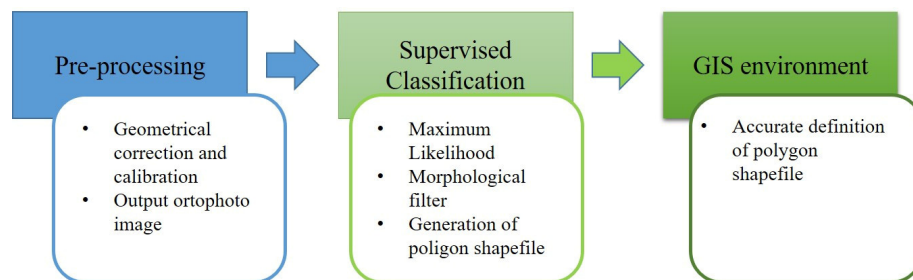 Pre-processing
• Geometrical
correction and
calibration
• Output ortophoto
image
Supervised
Classification
• Maximum
Likelihood
• Morphological
filter
• Generation of
poligon shapefile
GIS environment
• Accurate definition
of polygon
shapefile